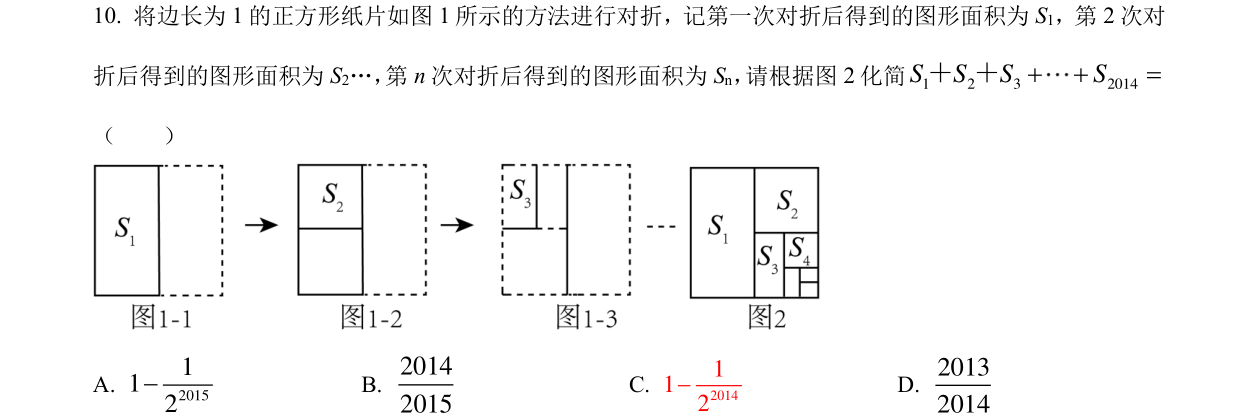 10. 将边长为 1 的正方形纸片如图 1 所示的方法进行对折，记第一次对折后得到的图形面积为 S₁，第 2 次对
折后得到的图形面积为 S₂…，第 n 次对折后得到的图形面积为 Sₙ，请根据图 2 化简 S₁+S₂+S₃+⋯+S₂₀₁₄ =
（　　）
S₁ S₂ S₃ --- S₁ S₂ S₃ S₄
图1-1 图1-2 图1-3 图2
A. 1-1/2²⁰¹⁵ B. 2014/2015 C. 1-1/2²⁰¹⁴ D. 2013/2014